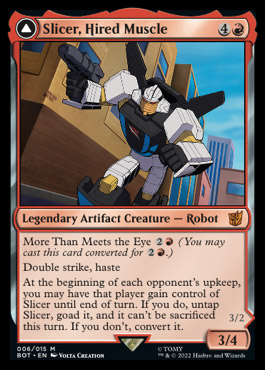 Slicer, Hired Muscle 4
Legendary Artifact Creature — Robot
More Than Meets the Eye 2 (You may
cast this card converted for 2 .)
Double strike, haste
At the beginning of each opponent's upkeep,
you may have that player gain control of
Slicer until end of turn. If you do, untap
Slicer, goad it, and it can't be sacrificed
this turn. If you don't, convert it.
3/2
3/4
006/015 M
BOT • EN VOLTA CREATION
© TOMY
™ & © 2022 Hasbro and Wizards